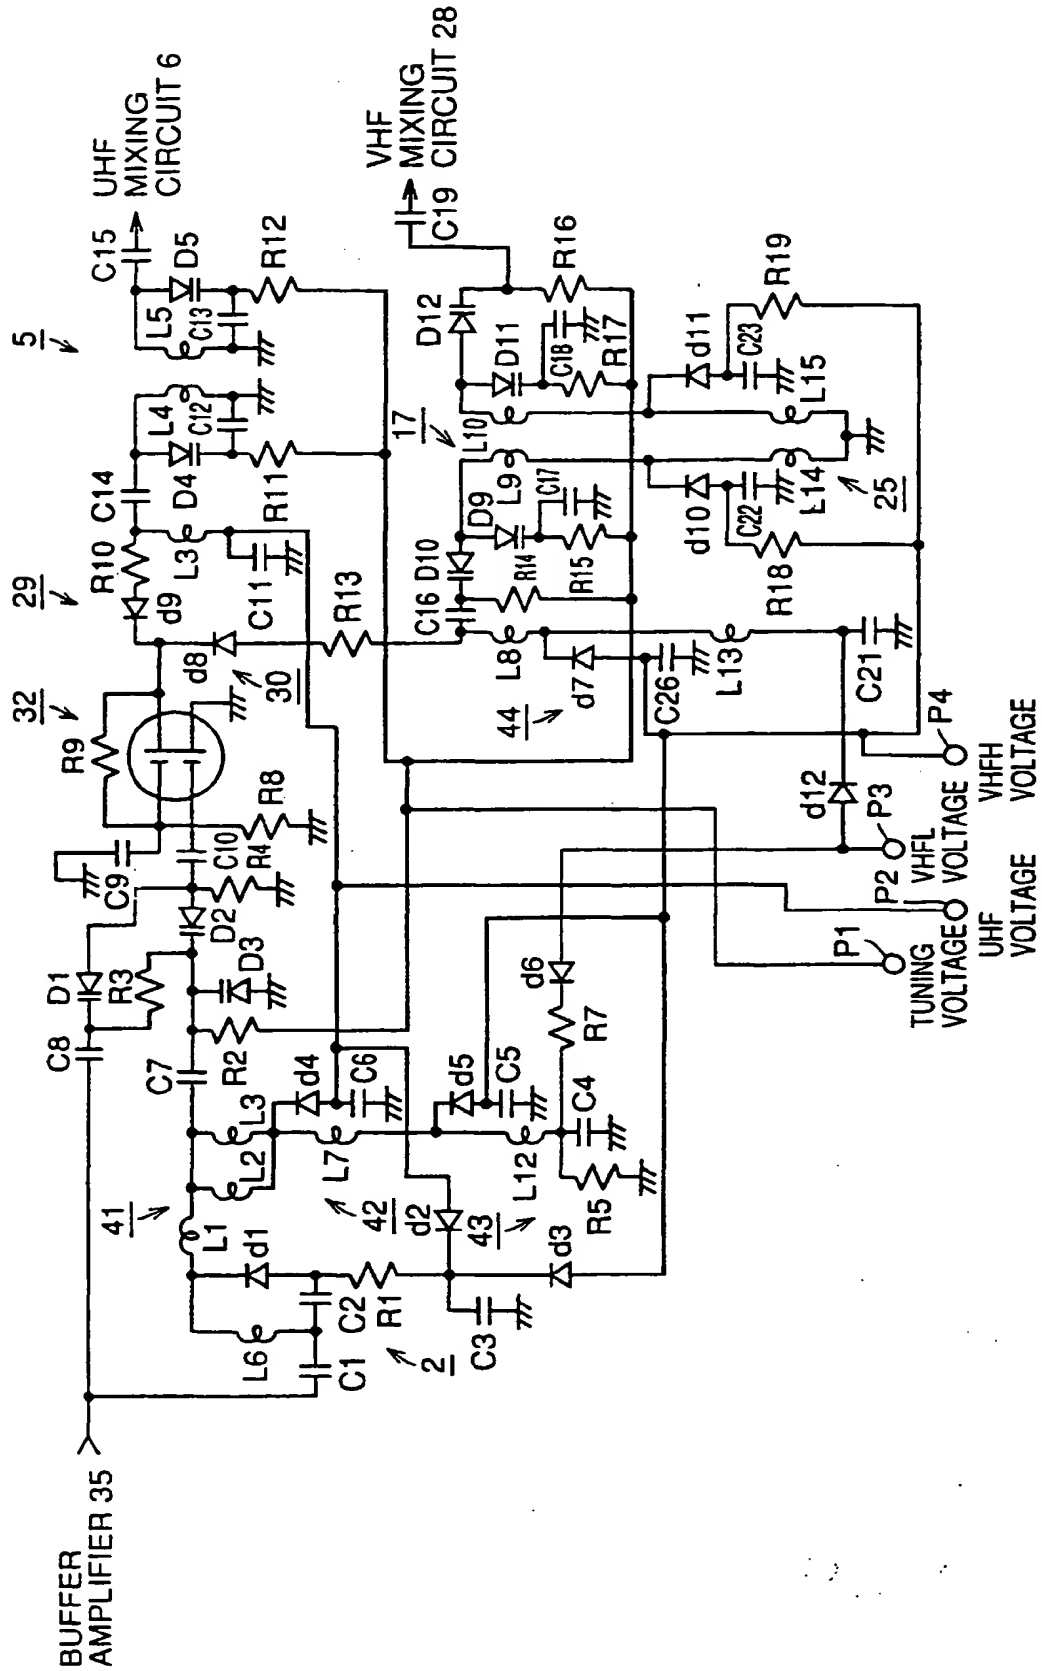 BUFFER
AMPLIFIER 35
C8
D1
R3
C9
R9
32
29
5
C15
UHF
MIXING
CIRCUIT 6
41
L1
L2
L3
C7
R2
D3
D2
C10
R4
R8
d8
30
d9
R10
L3
C11
C14
D4
L4
C12
R11
L5
C13
D5
R12
L6
d1
C1
C2
R1
2
C3
42
L7
d4
C6
d2
43
d3
d5
C5
L12
R5
C4
R7
d6
R13
C16
D10
D9
L9
R14
R15
C17
17
L10
D11
D12
C18
R17
R16
C19
VHF
MIXING
CIRCUIT 28
44
L8
d7
C26
L13
C21
R18
d10
C22
L14
25
L15
d11
C23
R19
d12
P1
TUNING
VOLTAGE
P2
UHF
VOLTAGE
P3
VHFL
VOLTAGE
P4
VHFH
VOLTAGE